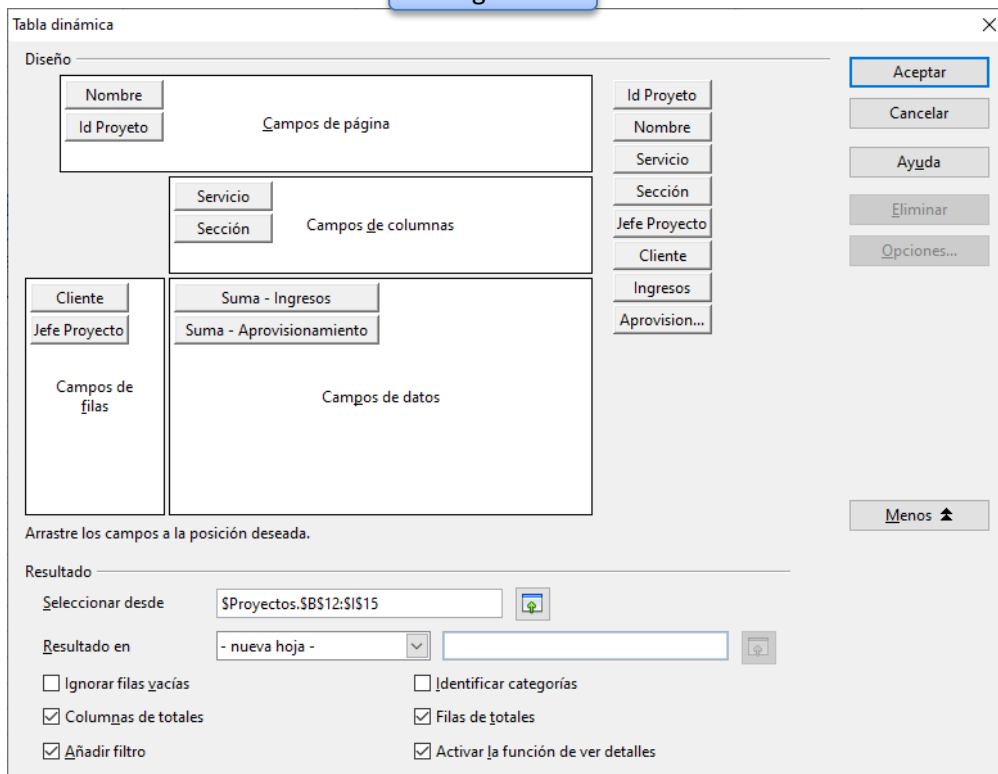 Tabla dinámica
Diseño
Nombre
Id Proyeto
Campos de página
Servicio
Sección
Campos de columnas
Cliente
Jefe Proyecto
Campos de
filas
Suma - Ingresos
Suma - Aprovisionamiento
Campos de datos
Id Proyeto
Nombre
Servicio
Sección
Jefe Proyecto
Cliente
Ingresos
Aprovision...
Aceptar
Cancelar
Ayuda
Eliminar
Opciones...
Menos
Arrastre los campos a la posición deseada.
Resultado
Seleccionar desde
$Proyectos.$B$12:$I$15
Resultado en
- nueva hoja -
Ignorar filas vacías
Identificar categorías
Columnas de totales
Filas de totales
Añadir filtro
Activar la función de ver detalles